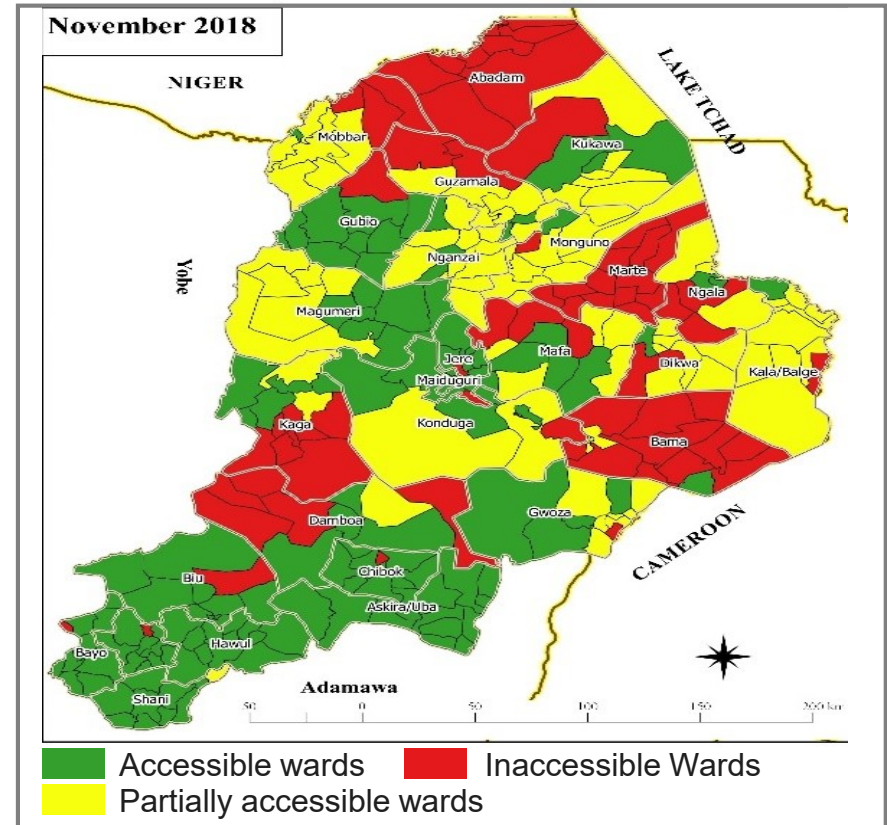 November 2018
NIGER
LAKE TCHAD
Abadam
Mobbar
Kukawa
Guzamala
Gubio
Monguno
Nganzai
Yobe
Marte
Ngala
Magumeri
Jere
Mafa
Dikwa
Kala/Balge
Maiduguri
Kaga
Konduga
Bama
Damboa
Gwoza
CAMEROON
Biu
Chibok
Askira/Uba
Hawul
Bayo
Shani
Adamawa
50 0 50 100 150 200 km
Accessible wards Inaccessible Wards
Partially accessible wards